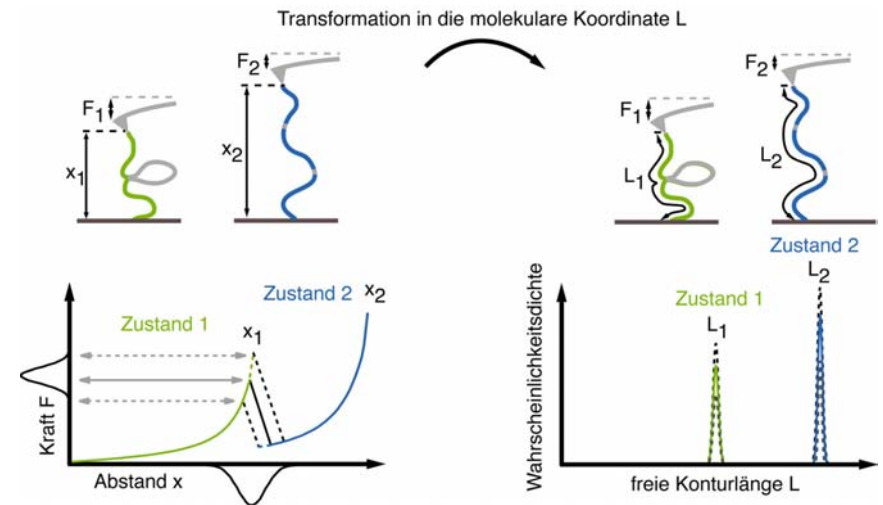 Transformation in die molekulare Koordinate L
F1
x1
F2
x2
F1
L1
F2
L2
Kraft F
Abstand x
Zustand 1
x1
Zustand 2
x2
Wahrscheinlichkeitsdichte
freie Konturlänge L
Zustand 1
L1
Zustand 2
L2